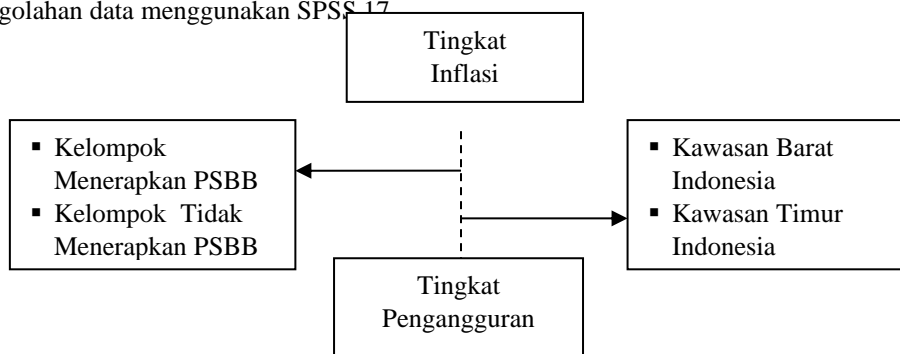 golahan data menggunakan SPSS 17
Tingkat
Inflasi
▪ Kelompok
Menerapkan PSBB
▪ Kelompok Tidak
Menerapkan PSBB
▪ Kawasan Barat
Indonesia
▪ Kawasan Timur
Indonesia
Tingkat
Pengangguran